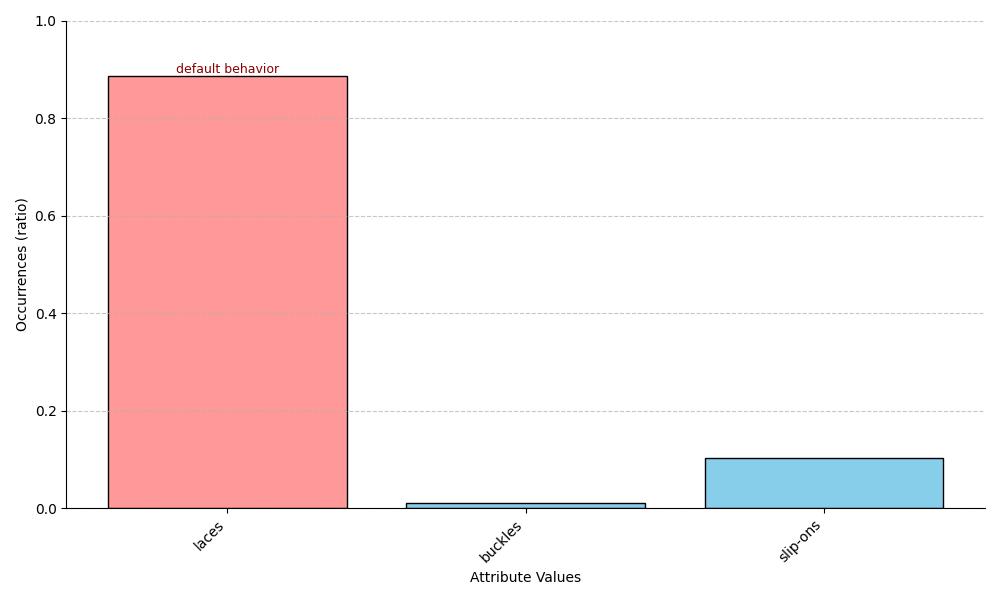 default behavior
1.0
0.8
0.6
0.4
0.2
0.0
Occurrences (ratio)
laces
buckles
slip-ons
Attribute Values